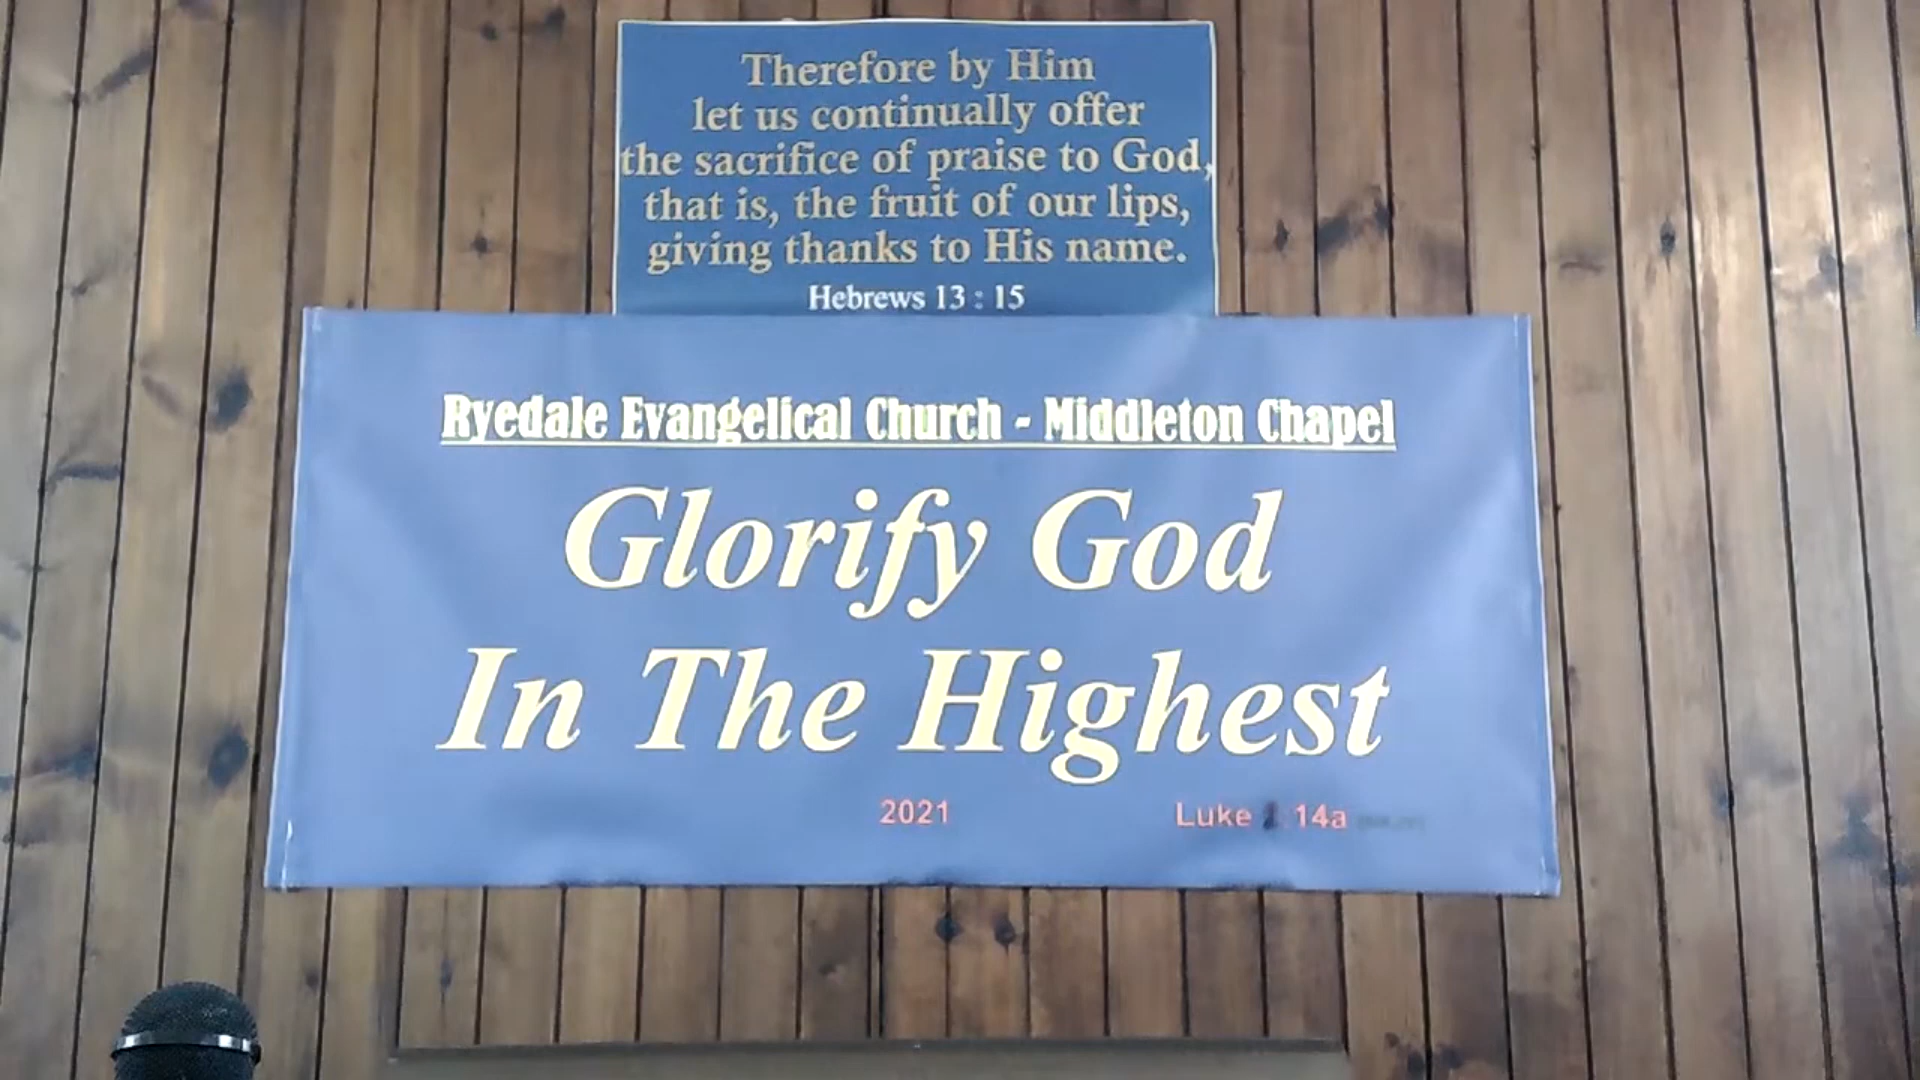 Therefore by Him
let us continually offer
the sacrifice of praise to God,
that is, the fruit of our lips,
giving thanks to His name.
Hebrews 13 : 15
Ryedale Evangelical Church - Middleton Chapel
Glorify God
In The Highest
2021
Luke 14a